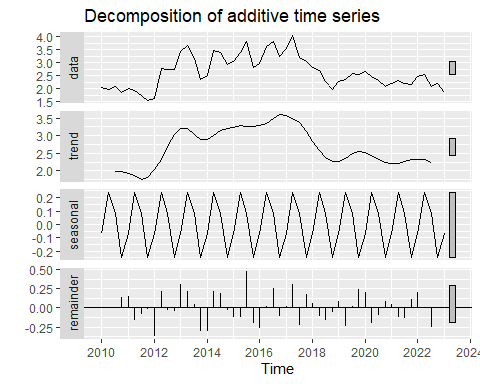 Decomposition of additive time series
data
4.0
3.5
3.0
2.5
2.0
1.5
trend
3.5
3.0
2.5
2.0
seasonal
0.2
0.1
0.0
-0.1
-0.2
remainder
0.50
0.25
0.00
-0.25
2010 2012 2014 2016 2018 2020 2022 2024
Time